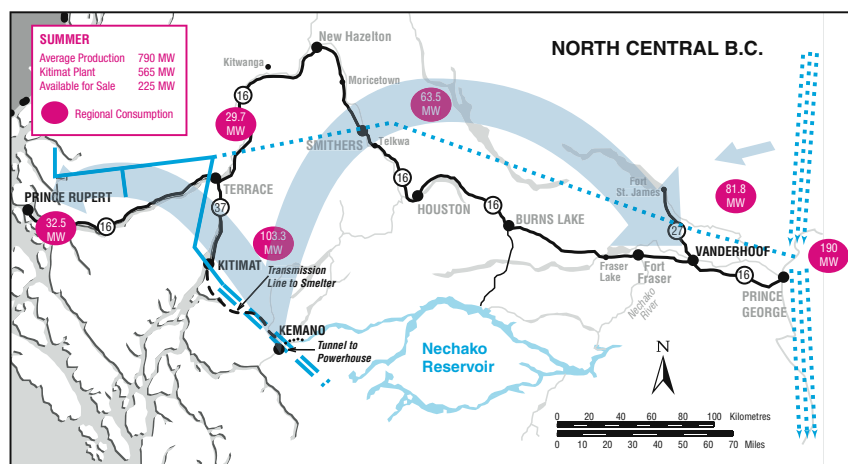 SUMMER
Average Production 790 MW
Kitimat Plant 565 MW
Available for Sale 225 MW
Regional Consumption
NORTH CENTRAL B.C.
New Hazelton
Kitwanga
Moricetown
16
29.7
MW
63.5
MW
SMITHERS
Telkwa
TERRACE
PRINCE RUPERT
32.5
MW
16
37
103.3
MW
KITIMAT
Transmission
Line to Smelter
KEMANO
Tunnel to
Powerhouse
HOUSTON
16
BURNS LAKE
Fraser
Lake
Fort
Fraser
Nechako
River
Fort
St. James
27
VANDERHOOF
81.8
MW
190
MW
16
PRINCE
GEORGE
Nechako
Reservoir
N
0 20 40 60 80 100 Kilometres
0 10 20 30 40 50 60 70 Miles